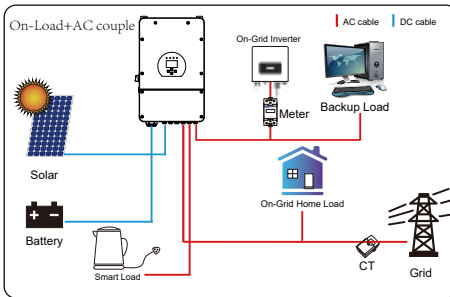 On-Load+AC couple
AC cable
DC cable
On-Grid Inverter
Meter
Backup Load
Solar
On-Grid Home Load
Battery
Smart Load
CT
Grid